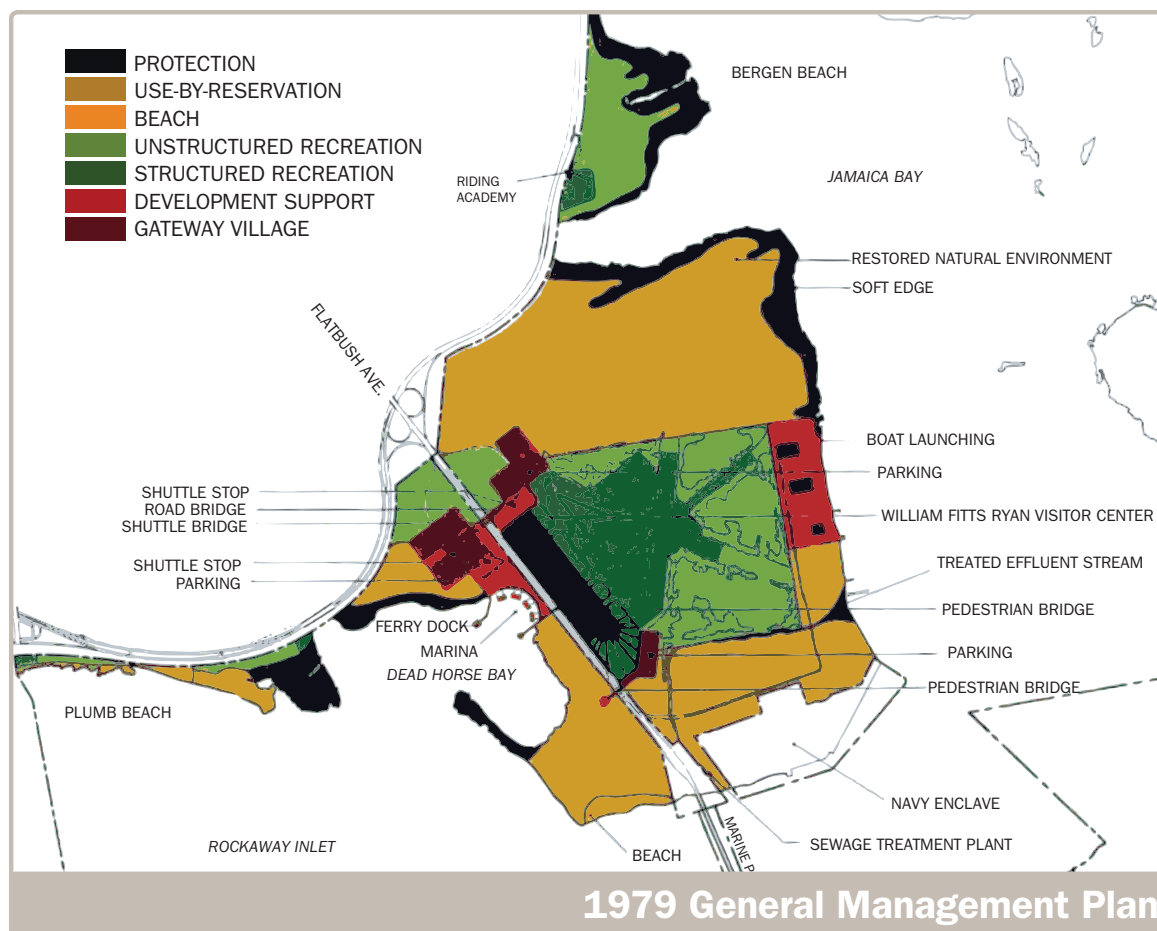 PROTECTION
USE-BY-RESERVATION
BEACH
UNSTRUCTURED RECREATION
STRUCTURED RECREATION
DEVELOPMENT SUPPORT
GATEWAY VILLAGE
BERGEN BEACH
RIDING
ACADEMY
JAMAICA BAY
RESTORED NATURAL ENVIRONMENT
SOFT EDGE
FLATBUSH AVE.
BOAT LAUNCHING
PARKING
SHUTTLE STOP
ROAD BRIDGE
SHUTTLE BRIDGE
WILLIAM FITTS RYAN VISITOR CENTER
SHUTTLE STOP
PARKING
TREATED EFFLUENT STREAM
FERRY DOCK
PEDESTRIAN BRIDGE
MARINA
DEAD HORSE BAY
PARKING
PEDESTRIAN BRIDGE
PLUMB BEACH
NAVY ENCLAVE
MARINE P
SEWAGE TREATMENT PLANT
ROCKAWAY INLET
BEACH
1979 General Management Plan